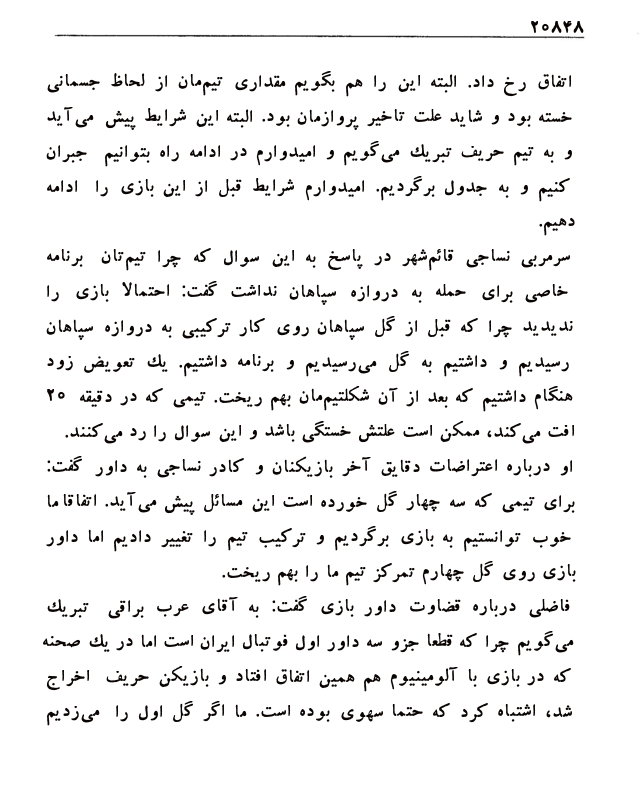 ۲۰۸۴۸
اتفاق رخ داد. البته این را هم بگویم مقداری تیم‌مان از لحاظ جسمانی
خسته بود و شاید علت تاخیر پروازمان بود. البته این شرایط پیش می‌آید
و به تیم حریف تبریك می‌گویم و امیدوارم در ادامه راه بتوانیم جبران
کنیم و به جدول برگردیم. امیدوارم شرایط قبل از این بازی را ادامه
دهیم.
سرمربی نساجی قائم‌شهر در پاسخ به این سوال که چرا تیم‌تان برنامه
خاصی برای حمله به دروازه سپاهان نداشت گفت: احتمالا بازی را
ندیدید چرا که قبل از گل سپاهان روی کار ترکیبی به دروازه سپاهان
رسیدیم و داشتیم به گل می‌رسیدیم و برنامه داشتیم. یك تعویض زود
هنگام داشتیم که بعد از آن شکلتیم‌مان بهم ریخت. تیمی که در دقیقه ۲۰
افت می‌کند، ممکن است علتش خستگی باشد و این سوال را رد می‌کنند.
او درباره اعتراضات دقایق آخر بازیکنان و کادر نساجی به داور گفت:
برای تیمی که سه چهار گل خورده است این مسائل پیش می‌آید. اتفاقاما
خوب توانستیم به بازی برگردیم و ترکیب تیم را تغییر دادیم اما داور
بازی روی گل چهارم تمرکز تیم ما را بهم ریخت.
فاضلی درباره قضاوت داور بازی گفت: به آقای عرب براقی تبریك
می‌گویم چرا که قطعا جزو سه داور اول فوتبال ایران است اما در یك صحنه
که در بازی با آلومینیوم هم همین اتفاق افتاد و بازیکن حریف اخراج
شد، اشتباه کرد که حتما سهوی بوده است. ما اگر گل اول را می‌زدیم